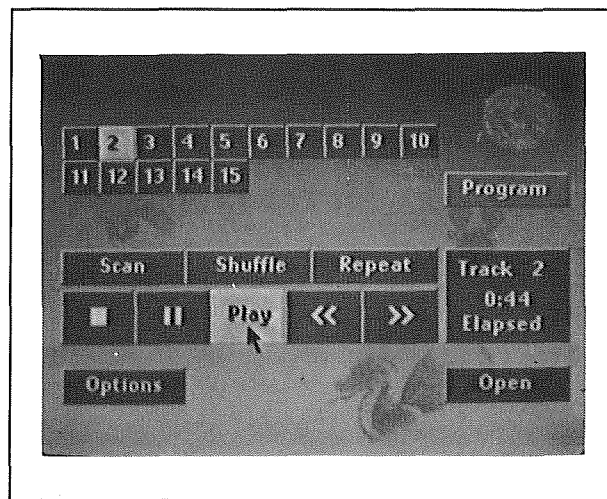 1 2 3 4 5 6 7 8 9 10
11 12 13 14 15
Program
Scan Shuffle Repeat
Track 2
0:44
Elapsed
Play
Options
Open